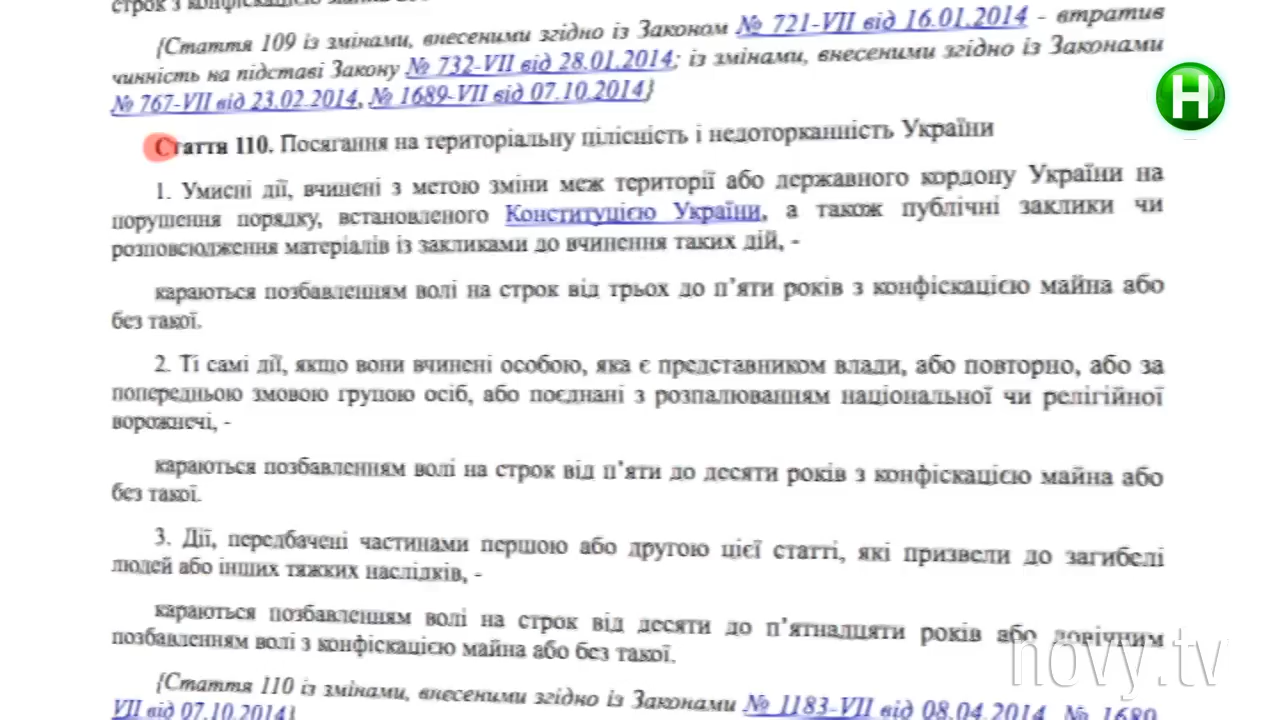 строк з конфіскацією майна або
{Стаття 109 із змінами, внесеними згідно із Законом № 721-VII від 16.01.2014 - втратив
чинність на підставі Закону № 732-VII від 28.01.2014; із змінами, внесеними згідно із Законами
№ 767-VII від 23.02.2014, № 1689-VII від 07.10.2014}
Н
Стаття 110. Посягання на територіальну цілісність і недоторканність України
1. Умисні дії, вчинені з метою зміни меж території або державного кордону України на
порушення порядку, встановленого Конституцією України, а також публічні заклики чи
розповсюдження матеріалів із закликами до вчинення таких дій, -
караються позбавленням волі на строк від трьох до п’яти років з конфіскацією майна або
без такої.
2. Ті самі дії, якщо вони вчинені особою, яка є представником влади, або повторно, або за
попередньою змовою групою осіб, або поєднані з розпалюванням національної чи релігійної
ворожнечі, -
караються позбавленням волі на строк від п’яти до десяти років з конфіскацією майна або
без такої.
3. Дії, передбачені частинами першою або другою цієї статті, які призвели до загибелі
людей або інших тяжких наслідків, -
караються позбавленням волі на строк від десяти до п’ятнадцяти років або довічним
позбавленням волі з конфіскацією майна або без такої.
{Стаття 110 із змінами, внесеними згідно із Законами № 1183-VII від 08.04.2014, № 1689-
VII від 07.10.2014}
novy.tv